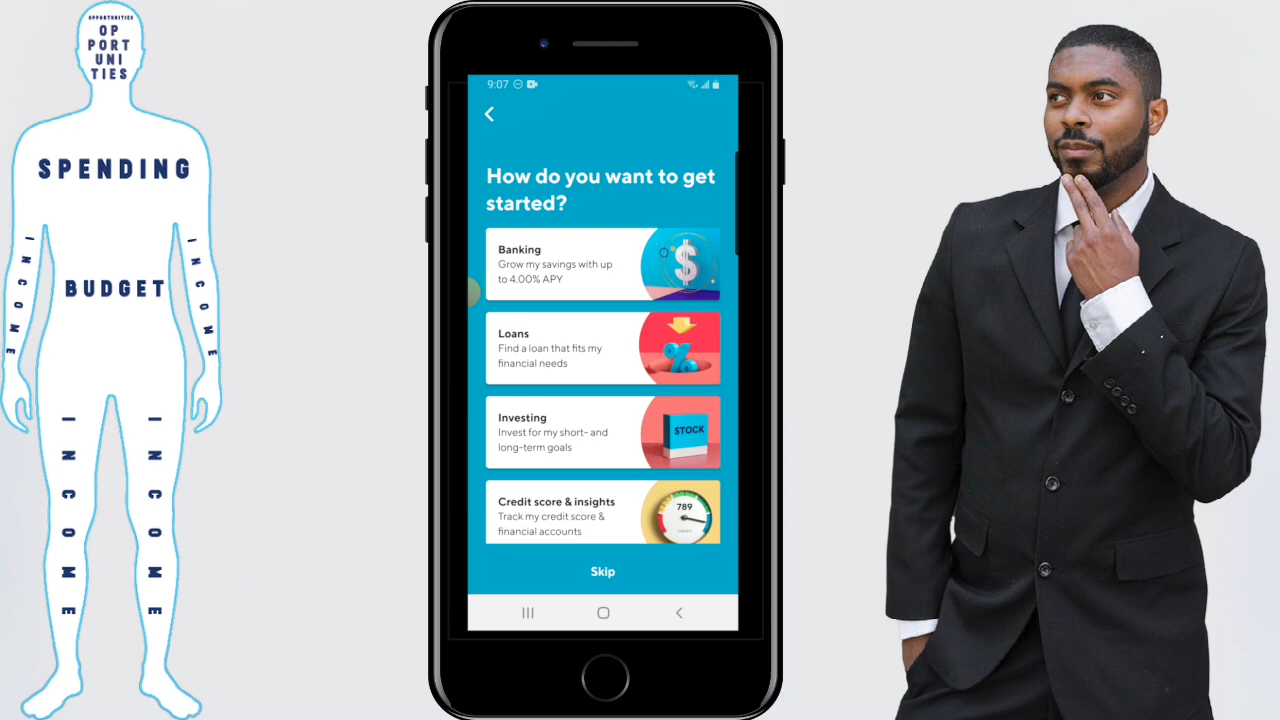 OPPORTUNITIES
OP
PORT
UNI
TIES
SPENDING
INCOME
INCOME
BUDGET
INCOME
INCOME
9:07
How do you want to get
started?
Banking
Grow my savings with up
to 4.00% APY
$
Loans
Find a loan that fits my
financial needs
%
Investing
Invest for my short- and
long-term goals
STOCK
Credit score & insights
Track my credit score &
financial accounts
789
Skip